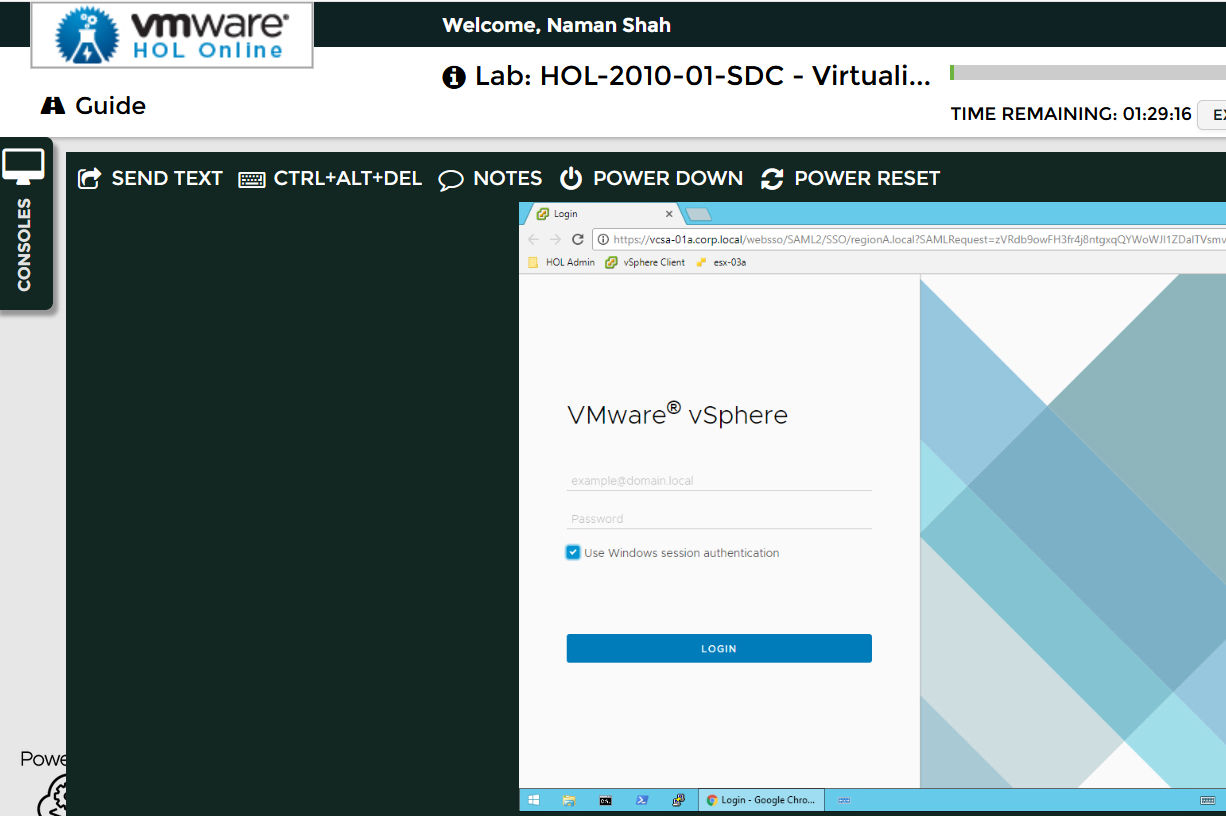 vmware®
HOL Online
Welcome, Naman Shah
Lab: HOL-2010-01-SDC - Virtuali...
Guide
TIME REMAINING: 01:29:16
CONSOLES
SEND TEXT CTRL+ALT+DEL NOTES POWER DOWN POWER RESET
Login
https://vcsa-01a.corp.local/websso/SAML2/SSO/regionA.local?SAMLRequest=
HOL Admin vSphere Client esx-03a
VMware® vSphere
example@domain.local
Password
Use Windows session authentication
LOGIN
Login - Google Chro...